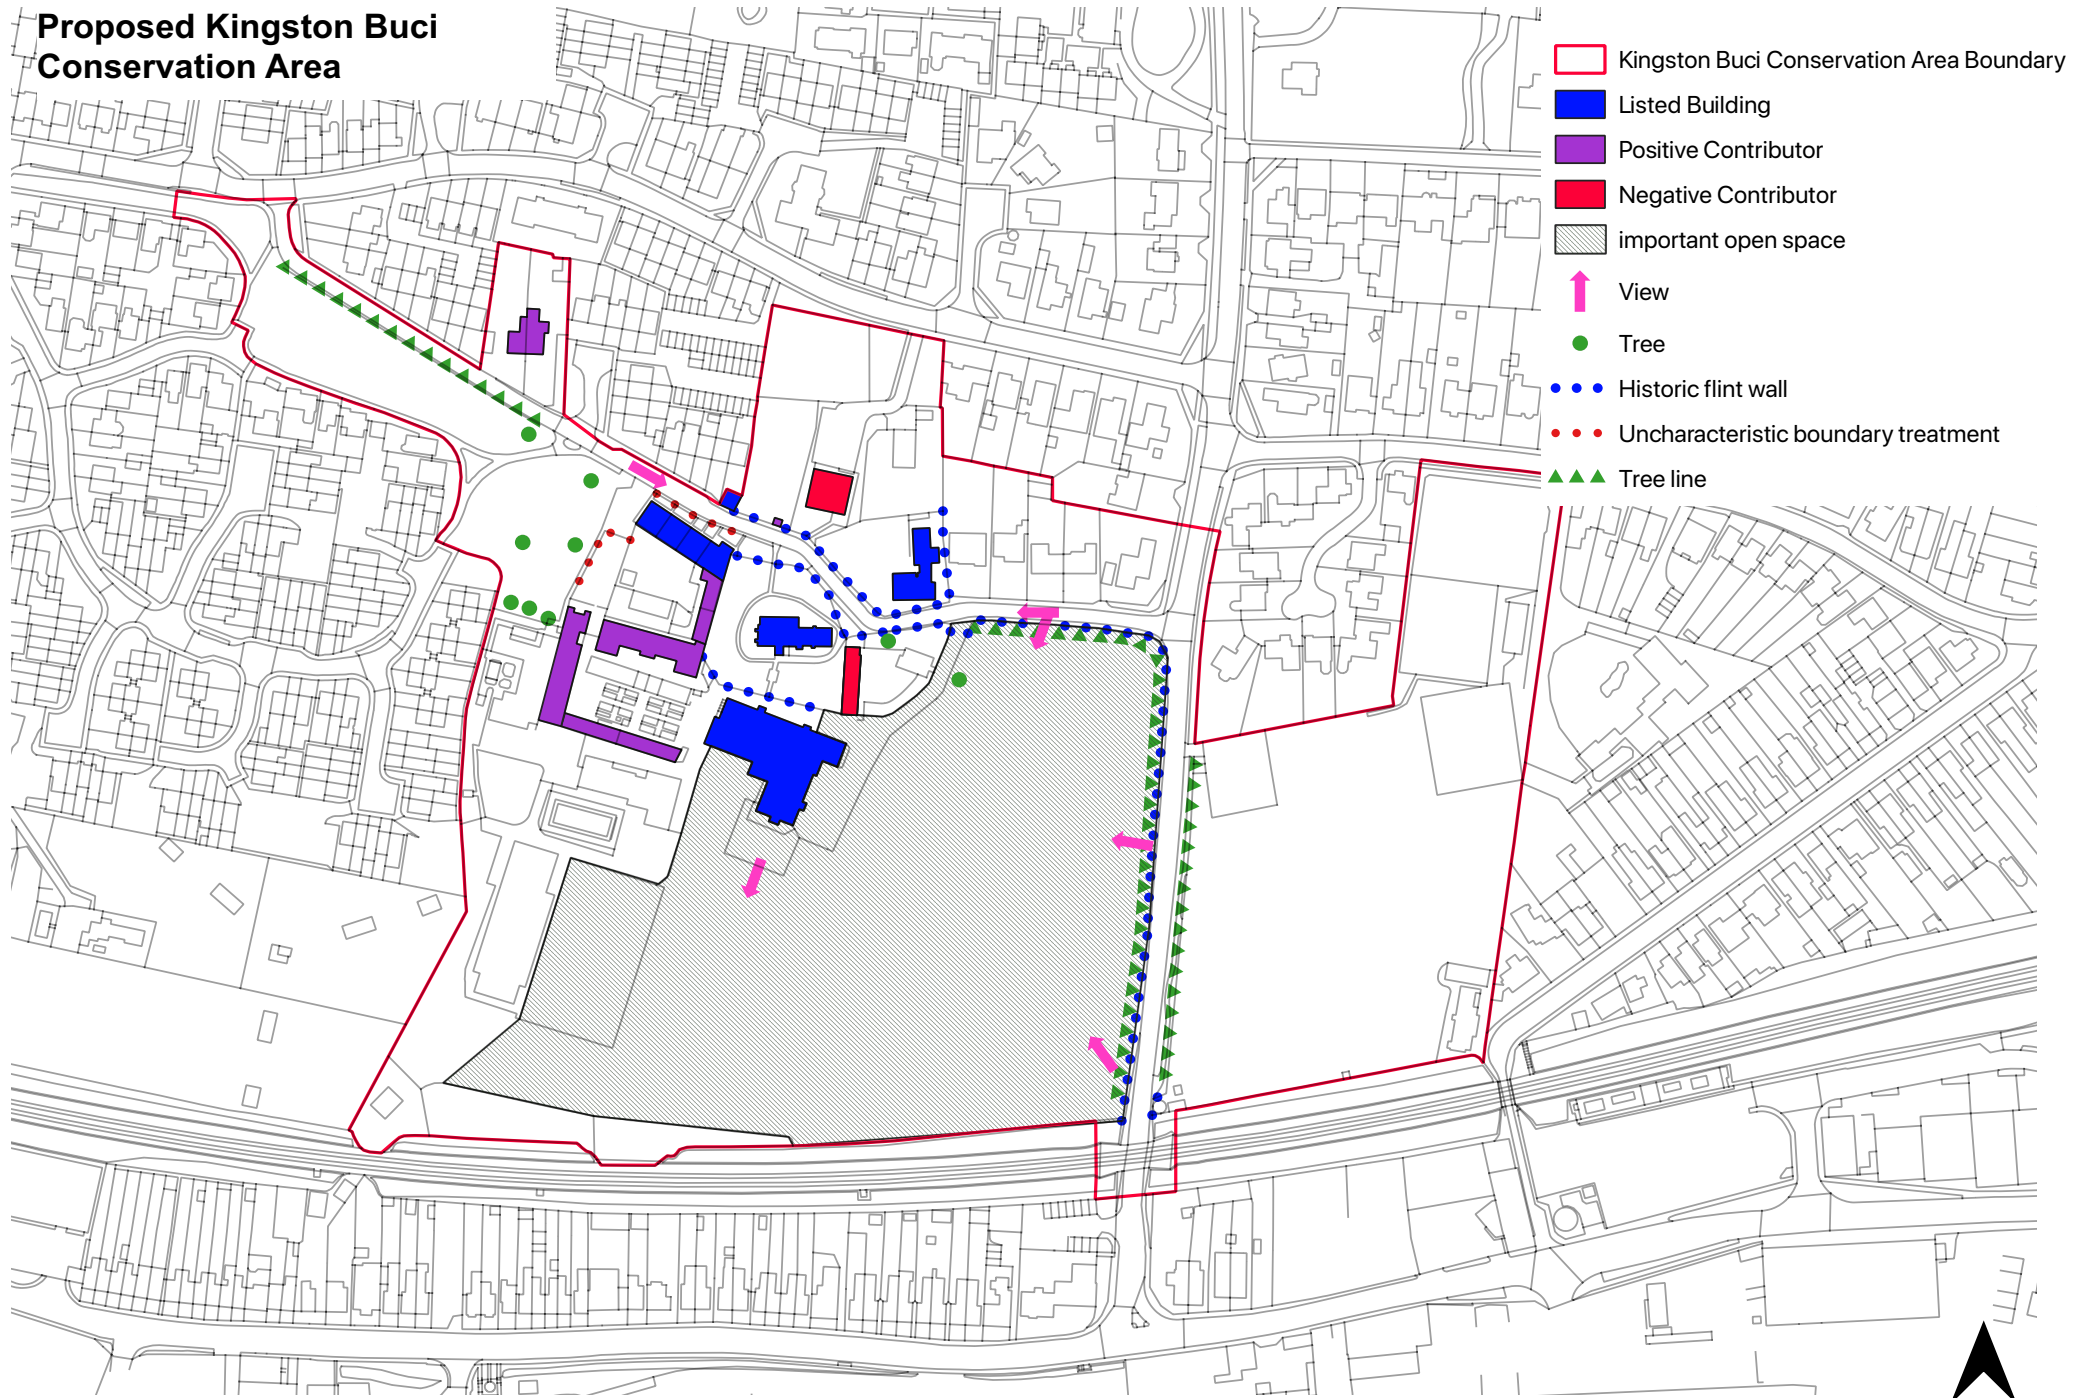 Proposed Kingston Buci
Conservation Area
Kingston Buci Conservation Area Boundary
Listed Building
Positive Contributor
Negative Contributor
important open space
View
Tree
Historic flint wall
Uncharacteristic boundary treatment
Tree line